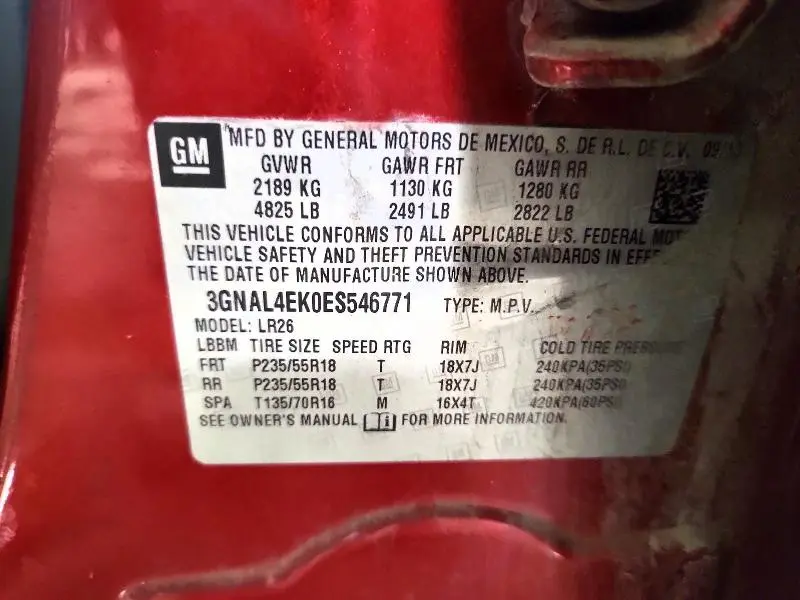 GM
MFD BY GENERAL MOTORS DE MEXICO, S. DE R.L. DE C.V.
GVWR GAWR FRT GAWR RR
2189 KG 1130 KG 1280 KG
4825 LB 2491 LB 2822 LB
THIS VEHICLE CONFORMS TO ALL APPLICABLE U.S. FEDERAL
VEHICLE SAFETY AND THEFT PREVENTION STANDARDS IN
THE DATE OF MANUFACTURE SHOWN ABOVE.
3GNAL4EK0ES546771 TYPE: M.P.V.
MODEL: LR26
LBBM TIRE SIZE SPEED RTG RIM COLD TIRE
FRT P235/55R18 T 18X7J 240KPA(35PSI)
RR P235/55R18 T 18X7J 240KPA(35PSI)
SPA T135/70R16 M 16X4T 420KPA(60PSI)
SEE OWNER'S MANUAL FOR MORE INFORMATION.